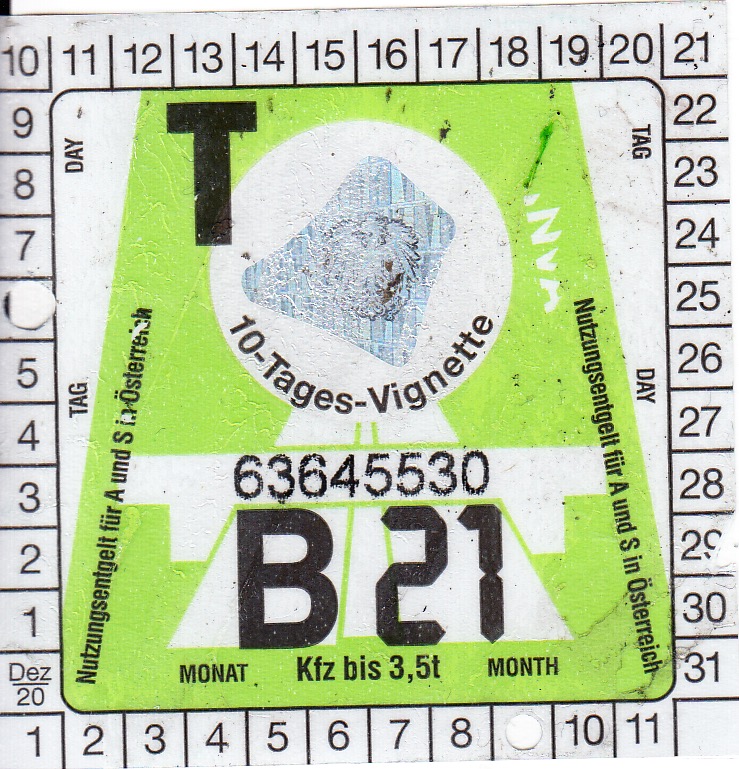 10 11 12 13 14 15 16 17 18 19 20 21
9 22
8 23
7 24
25
5 26
4 27
3 28
2 29
1 30
Dez
20
31
1 2 3 4 5 6 7 8 10 11
DAY
TAG
T
10-Tages-Vignette
TAG
DAY
Nutzungsentgelt für A und S in Österreich
Nutzungsentgelt für A und S in Österreich
63645530
B 21
MONAT Kfz bis 3,5t MONTH